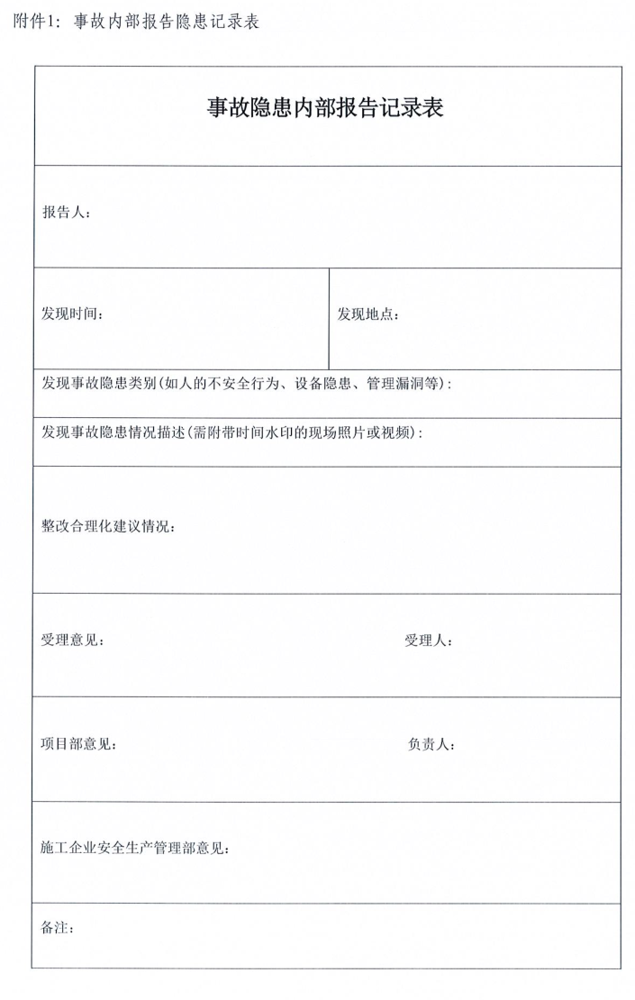 附件1：事故内部报告隐患记录表
事故隐患内部报告记录表
报告人：
发现时间：
发现地点：
发现事故隐患类别(如人的不安全行为、设备隐患、管理漏洞等)：
发现事故隐患情况描述(需附带时间水印的现场照片或视频)：
整改合理化建议情况：
受理意见：
受理人：
项目部意见：
负责人：
施工企业安全生产管理部意见：
备注：